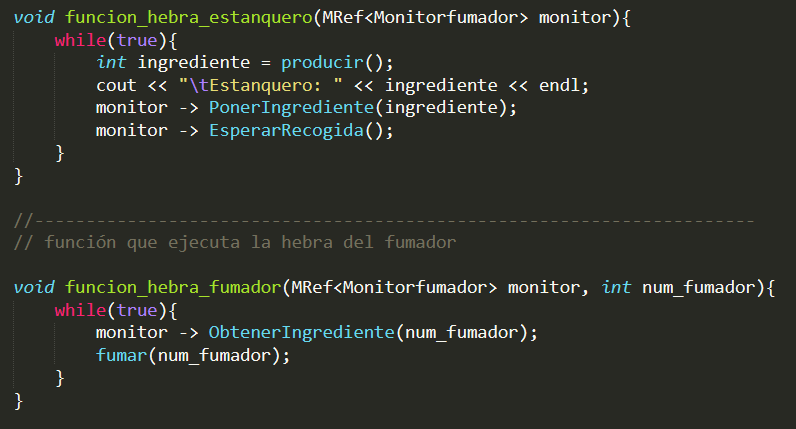 void funcion_hebra_estanquero(MRef<Monitorfumador> monitor){
    while(true){
        int ingrediente = producir();
        cout << "\tEstanquero: " << ingrediente << endl;
        monitor -> PonerIngrediente(ingrediente);
        monitor -> EsperarRecogida();
    }
}
//----------------------------------------------------------------------
// función que ejecuta la hebra del fumador
void funcion_hebra_fumador(MRef<Monitorfumador> monitor, int num_fumador){
    while(true){
        monitor -> ObtenerIngrediente(num_fumador);
        fumar(num_fumador);
    }
}